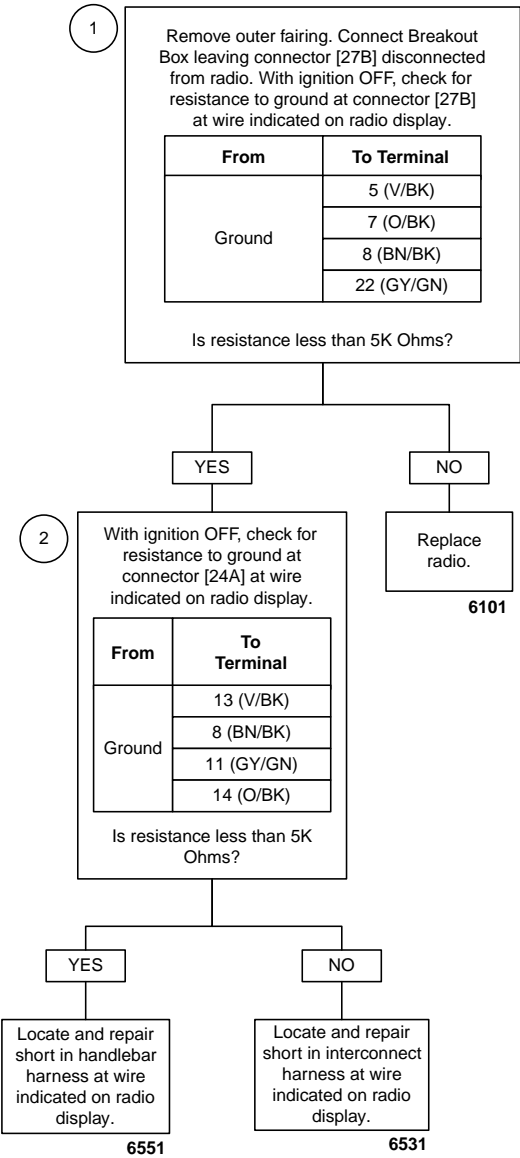 1
Remove outer fairing. Connect Breakout
Box leaving connector [27B] disconnected
from radio. With ignition OFF, check for
resistance to ground at connector [27B]
at wire indicated on radio display.
From To Terminal
Ground
5 (V/BK)
7 (O/BK)
8 (BN/BK)
22 (GY/GN)
Is resistance less than 5K Ohms?
YES NO
2
With ignition OFF, check for
resistance to ground at
connector [24A] at wire
indicated on radio display.
From
To
Terminal
Ground
13 (V/BK)
8 (BN/BK)
11 (GY/GN)
14 (O/BK)
Is resistance less than 5K
Ohms?
Replace
radio.
6101
YES NO
Locate and repair
short in handlebar
harness at wire
indicated on radio
display.
6551
Locate and repair
short in interconnect
harness at wire
indicated on radio
display.
6531